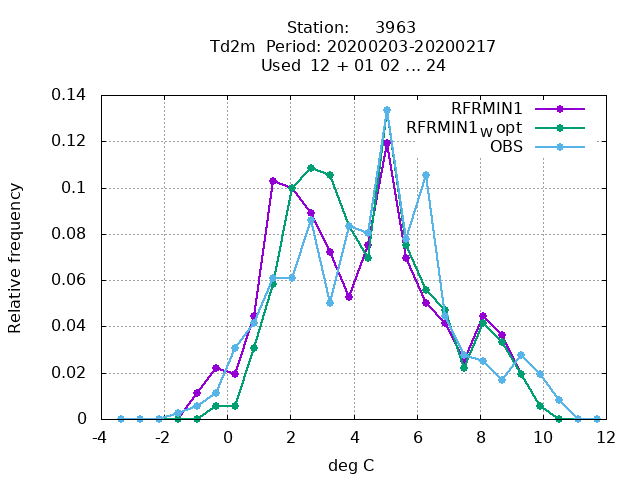 Station: 3963
Td2m Period: 20200203-20200217
Used 12 + 01 02 ... 24
RFRMIN1
RFRMIN1w opt
OBS
0.14
0.12
0.1
0.08
0.06
0.04
0.02
0
Relative frequency
-4 -2 0 2 4 6 8 10 12
deg C